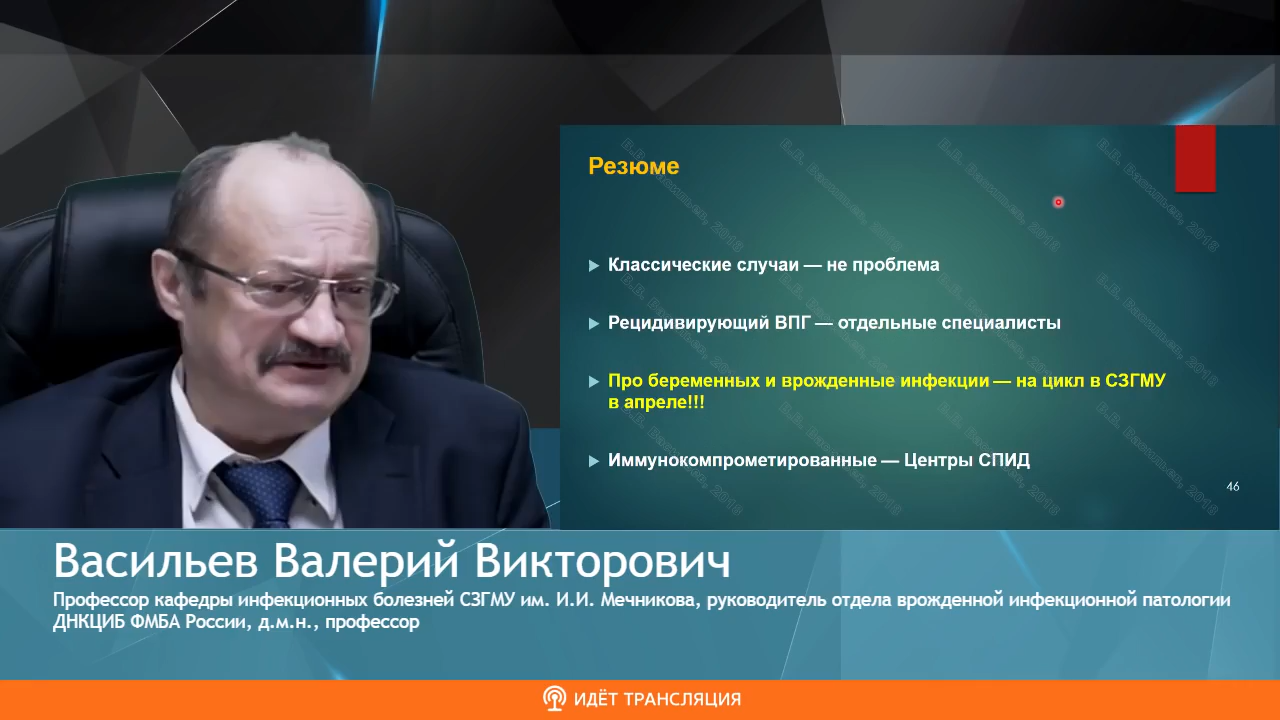 Резюме
Классические случаи — не проблема
Рецидивирующий ВПГ — отдельные специалисты
Про беременных и врожденные инфекции — на цикл в СЗГМУ
в апреле!!!
Иммунокомпрометированные — Центры СПИД
46
Васильев Валерий Викторович
Профессор кафедры инфекционных болезней СЗГМУ им. И.И. Мечникова, руководитель отдела врожденной инфекционной патологии
ДНКЦИБ ФМБА России, д.м.н., профессор
ИДЁТ ТРАНСЛЯЦИЯ